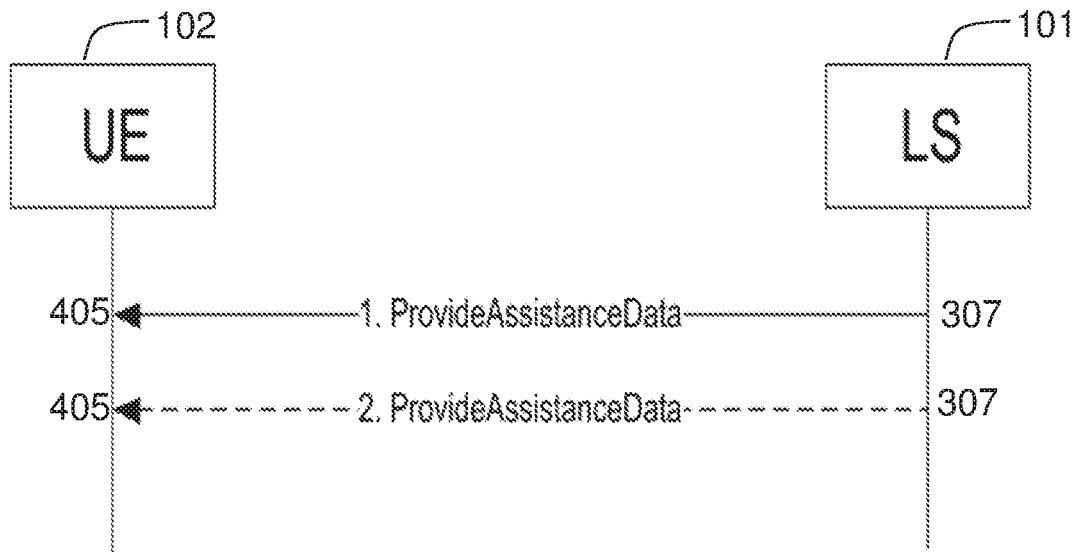 102
101
UE
LS
405 1. ProvideAssistanceData 307
405 2. ProvideAssistanceData 307